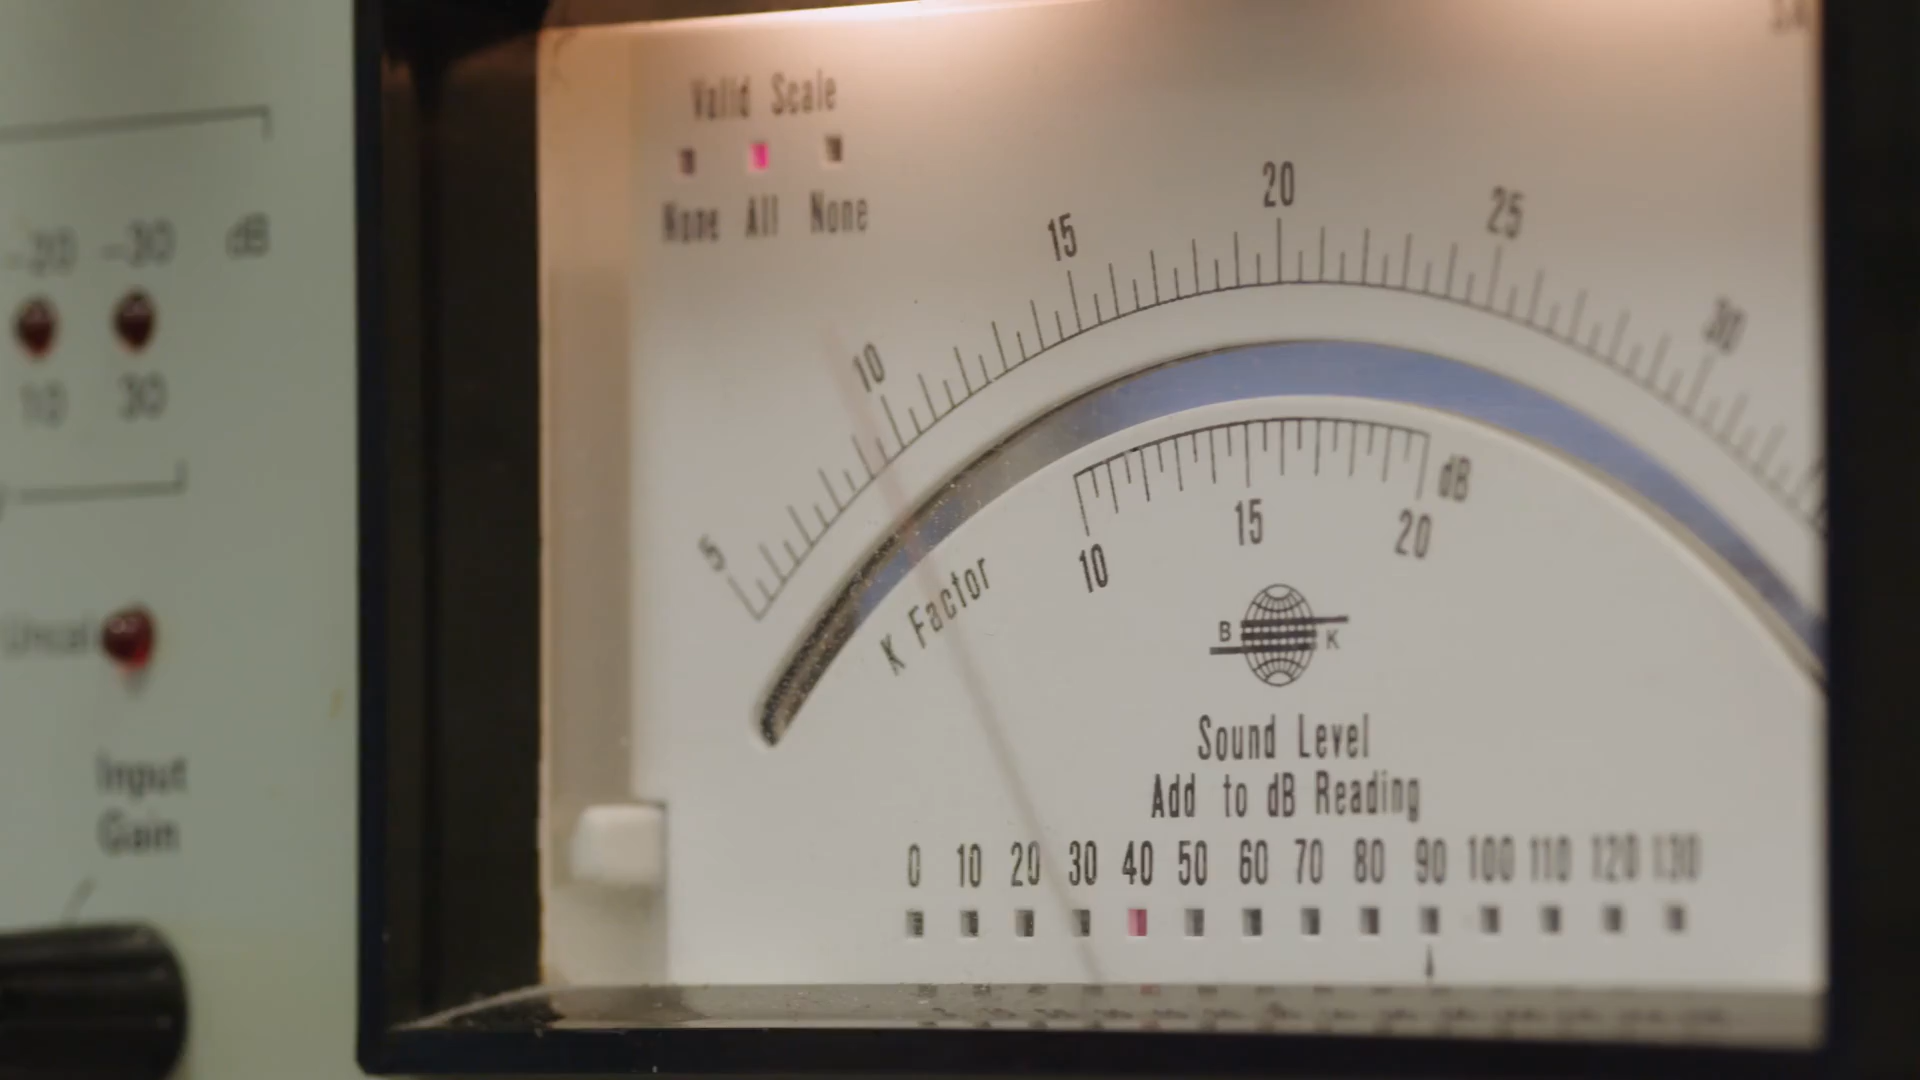 Valid Scale
None All None
-20 -30 dB
10 30
5 10 15 20 25 30
K Factor
10 15 20 dB
B K
Input
Gain
Sound Level
Add to dB Reading
0 10 20 30 40 50 60 70 80 90 100 110 120 130